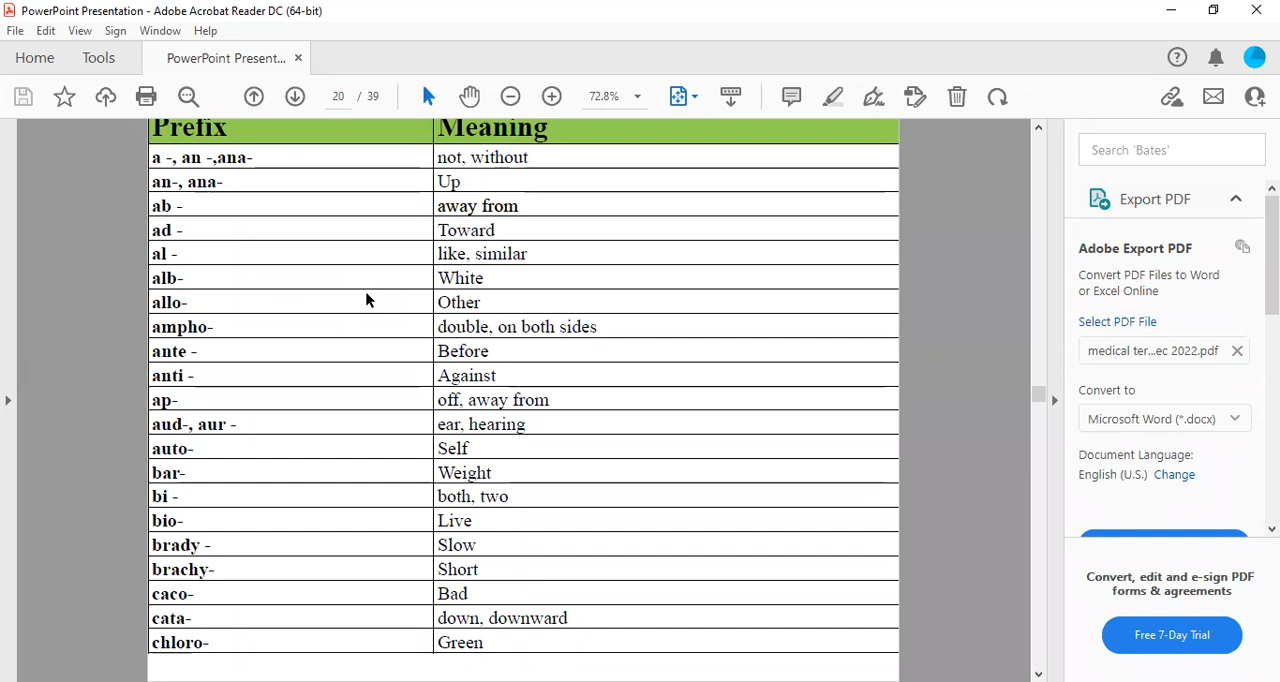 PowerPoint Presentation - Adobe Acrobat Reader DC (64-bit)
File Edit View Sign Window Help
Home Tools PowerPoint Present... ×
20 / 39 72.8%
Prefix Meaning
a -, an -,ana- not, without
an-, ana- Up
ab - away from
ad - Toward
al - like, similar
alb- White
allo- Other
ampho- double, on both sides
ante - Before
anti - Against
ap- off, away from
aud-, aur - ear, hearing
auto- Self
bar- Weight
bi - both, two
bio- Live
brady - Slow
brachy- Short
caco- Bad
cata- down, downward
chloro- Green
Search 'Bates'
Export PDF
Adobe Export PDF
Convert PDF Files to Word
or Excel Online
Select PDF File
medical ter...ec 2022.pdf
Convert to
Microsoft Word (*.docx)
Document Language:
English (U.S.) Change
Convert, edit and e-sign PDF
forms & agreements
Free 7-Day Trial